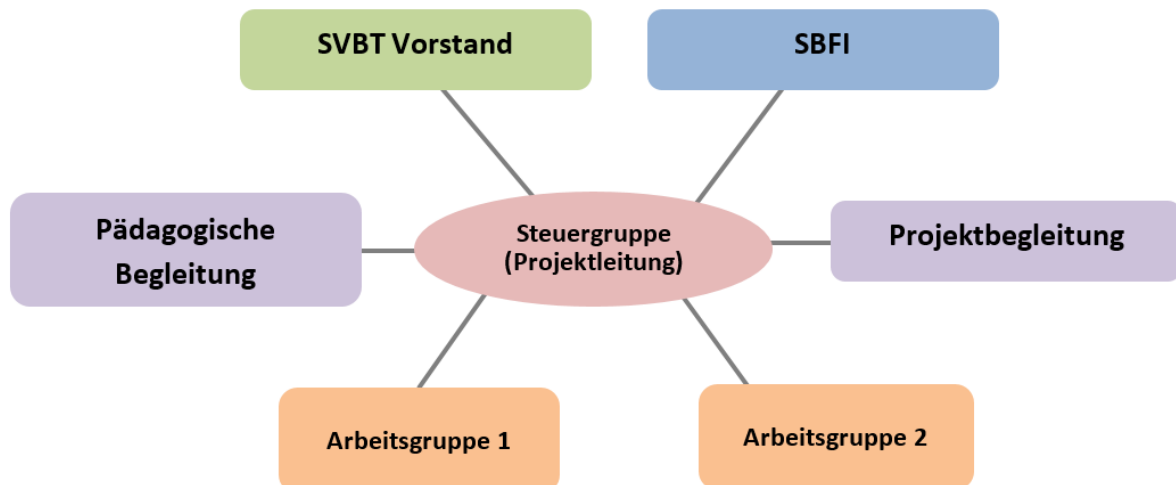 SVBT Vorstand
SBFI
Pädagogische
Begleitung
Steuergruppe
(Projektleitung)
Projektbegleitung
Arbeitsgruppe 1
Arbeitsgruppe 2